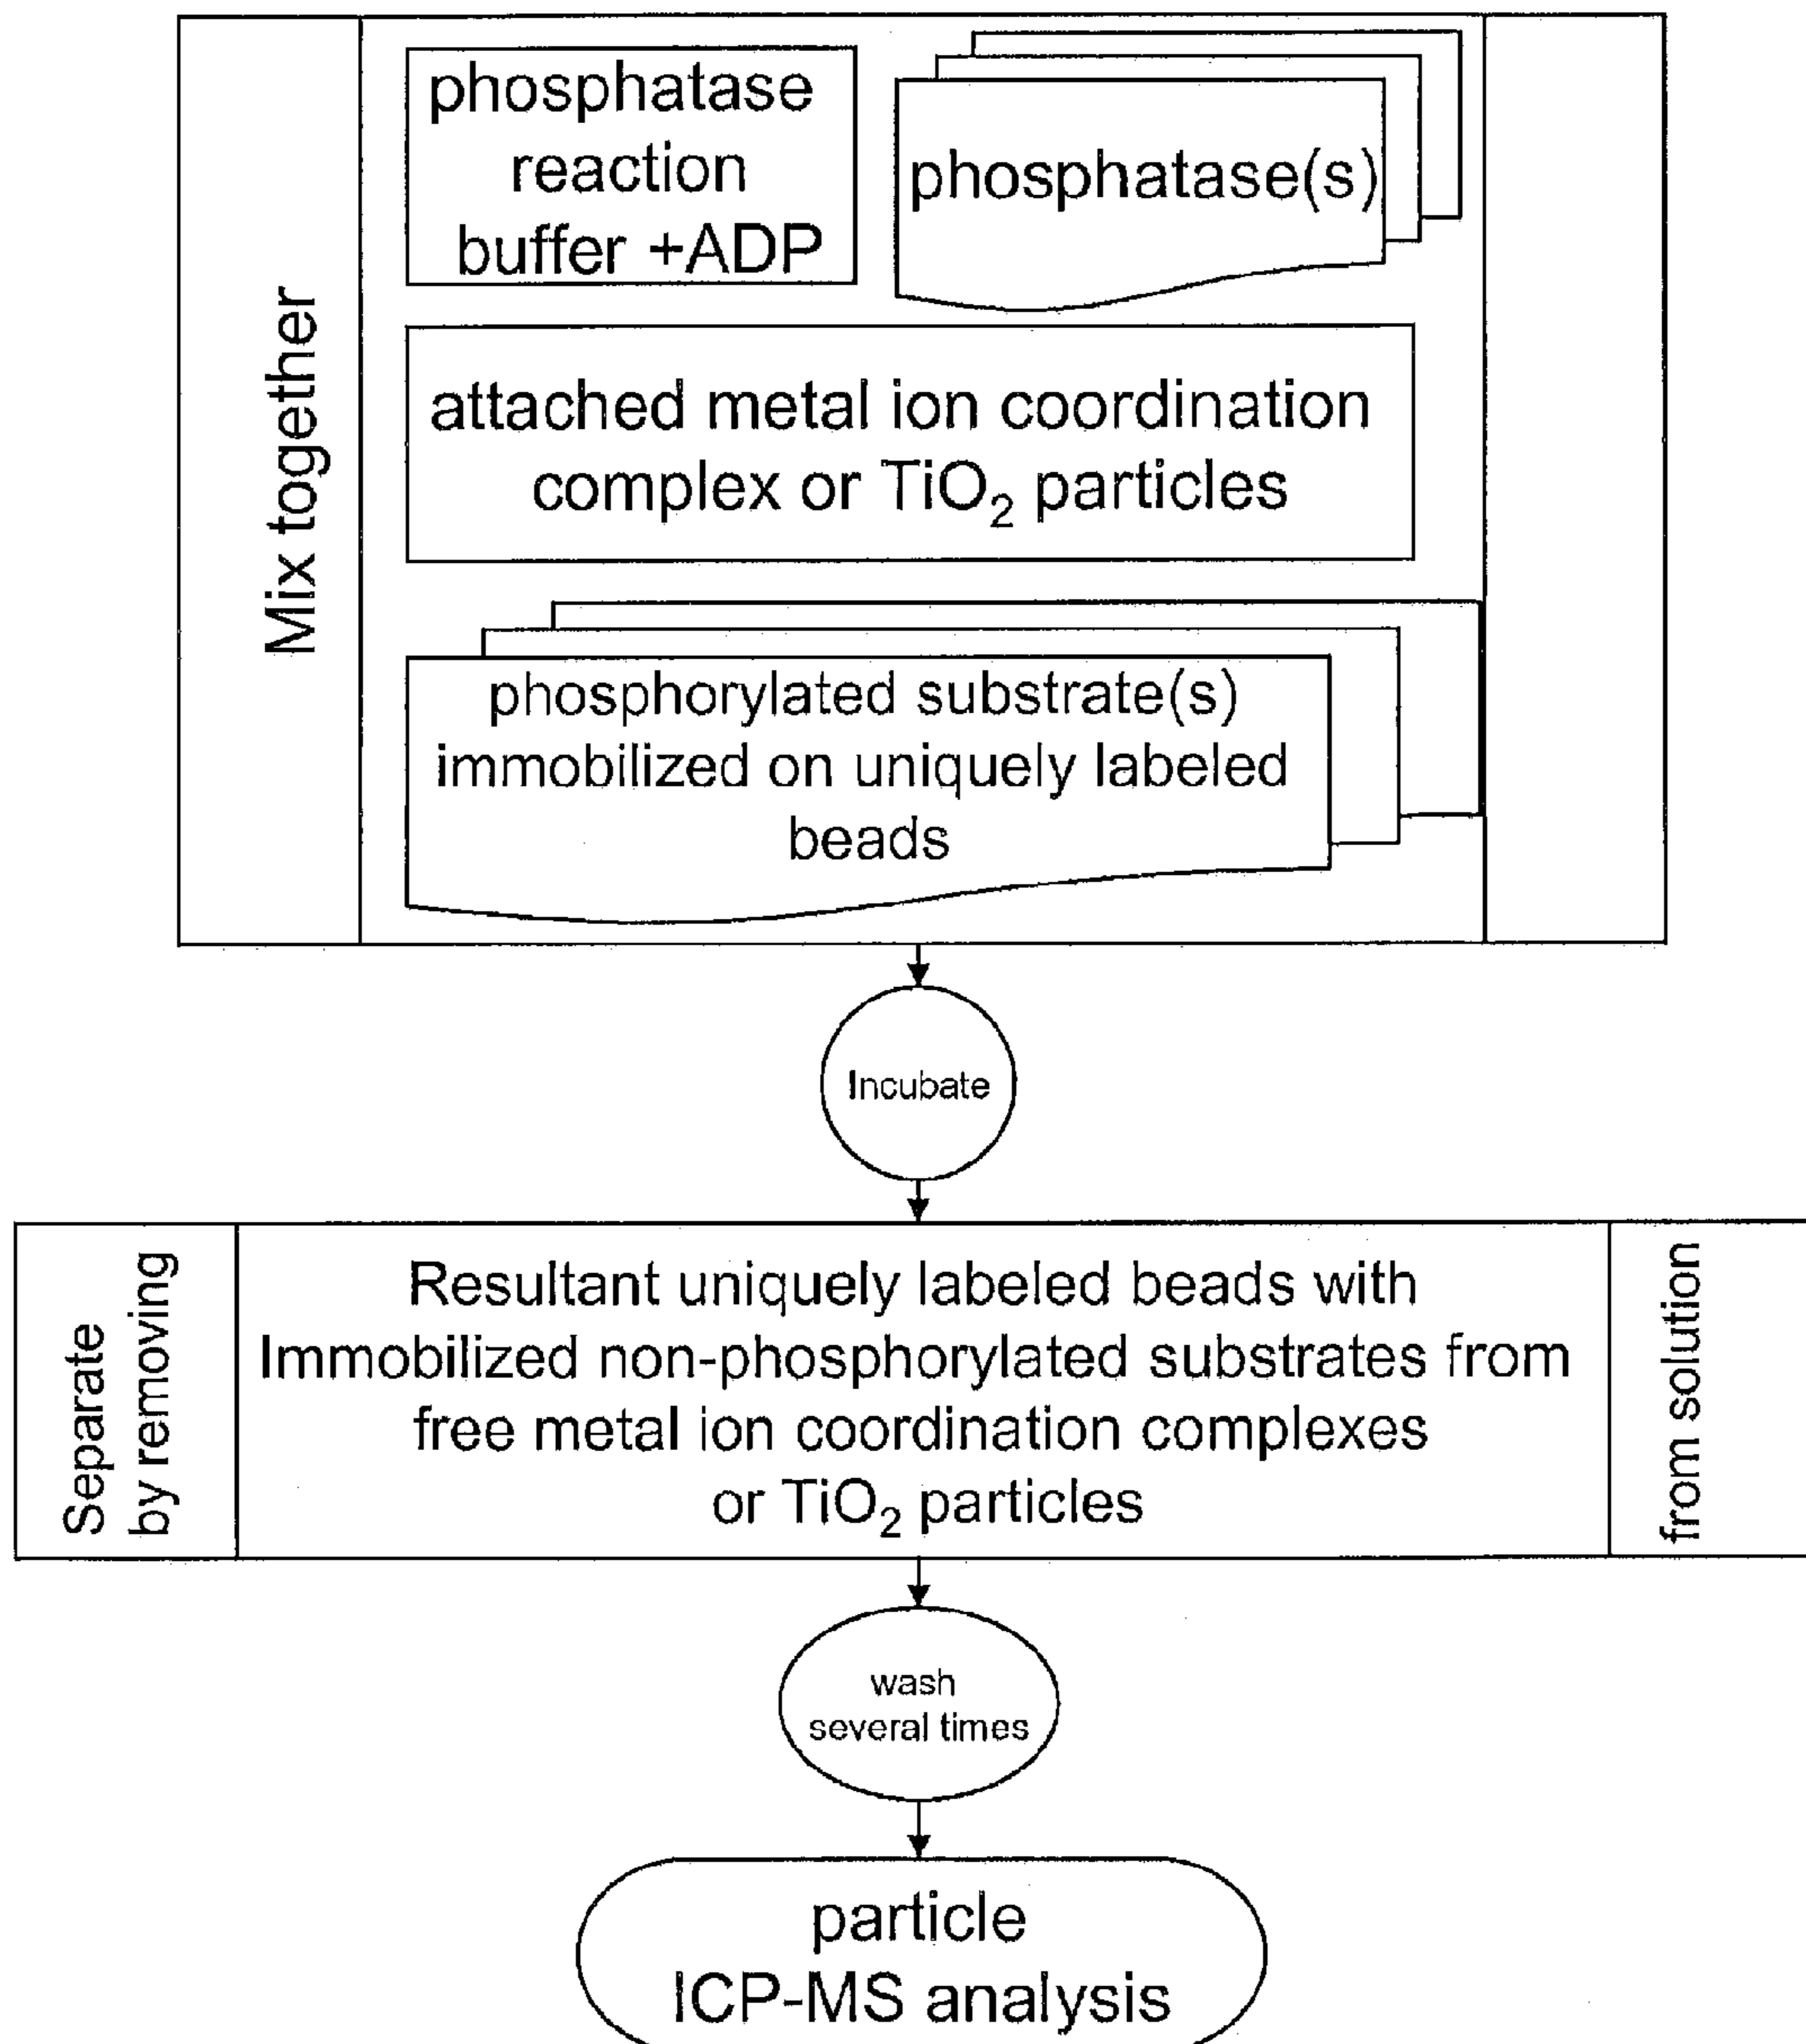 Mix together
phosphatase
reaction
buffer +ADP
phosphatase(s)
attached metal ion coordination
complex or TiO₂ particles
phosphorylated substrate(s)
immobilized on uniquely labeled
beads
Incubate
Separate
by removing
Resultant uniquely labeled beads with
Immobilized non-phosphorylated substrates from
free metal ion coordination complexes
or TiO₂ particles
from solution
wash
several times
particle
ICP-MS analysis